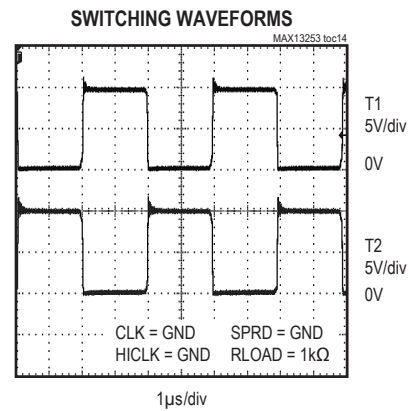 SWITCHING WAVEFORMS
MAX13253 toc14
T1
5V/div
0V
T2
5V/div
0V
CLK = GND SPRD = GND
HICLK = GND RLOAD = 1kΩ
1µs/div